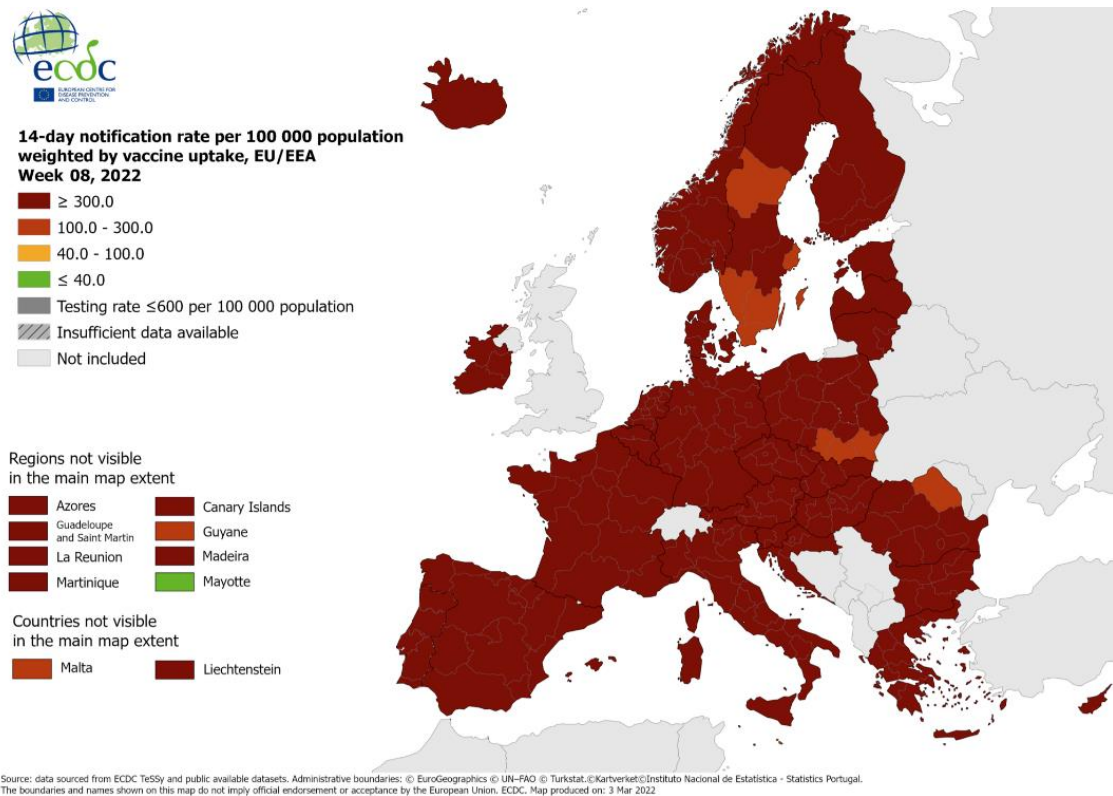 ecdc
EUROPEAN CENTRE FOR
DISEASE PREVENTION
AND CONTROL
14-day notification rate per 100 000 population
weighted by vaccine uptake, EU/EEA
Week 08, 2022
≥ 300.0
100.0 - 300.0
40.0 - 100.0
≤ 40.0
Testing rate ≤600 per 100 000 population
Insufficient data available
Not included
Regions not visible
in the main map extent
Azores
Canary Islands
Guadeloupe
and Saint Martin
Guyane
La Reunion
Madeira
Martinique
Mayotte
Countries not visible
in the main map extent
Malta
Liechtenstein
Source: data sourced from ECDC TeSSy and public available datasets. Administrative boundaries: © EuroGeographics © UN–FAO © Turkstat.©Kartverket©Instituto Nacional de Estatística - Statistics Portugal.
The boundaries and names shown on this map do not imply official endorsement or acceptance by the European Union. ECDC. Map produced on: 3 Mar 2022